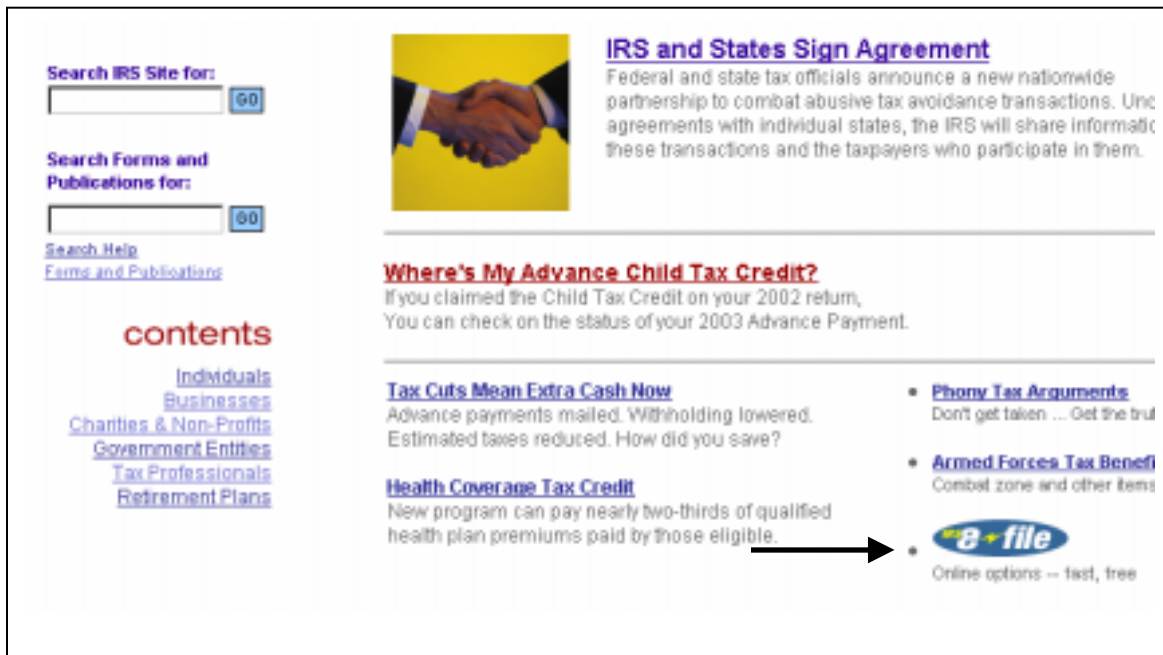 Search IRS Site for:
GO
Search Forms and
Publications for:
GO
Search Help
Forms and Publications
contents
Individuals
Businesses
Charities & Non-Profits
Government Entities
Tax Professionals
Retirement Plans
IRS and States Sign Agreement
Federal and state tax officials announce a new nationwide
partnership to combat abusive tax avoidance transactions.
agreements with individual states, the IRS will share
these transactions and the taxpayers who participate in them.
Where's My Advance Child Tax Credit?
If you claimed the Child Tax Credit on your 2002 return,
You can check on the status of your 2003 Advance Payment.
Tax Cuts Mean Extra Cash Now
Advance payments mailed. Withholding lowered.
Estimated taxes reduced. How did you save?
Health Coverage Tax Credit
New program can pay nearly two-thirds of qualified
health plan premiums paid by those eligible.
Phony Tax Arguments
Don't get taken ... Get the
Armed Forces Tax
Combat zone and other items
e file
Online options -- fast, free